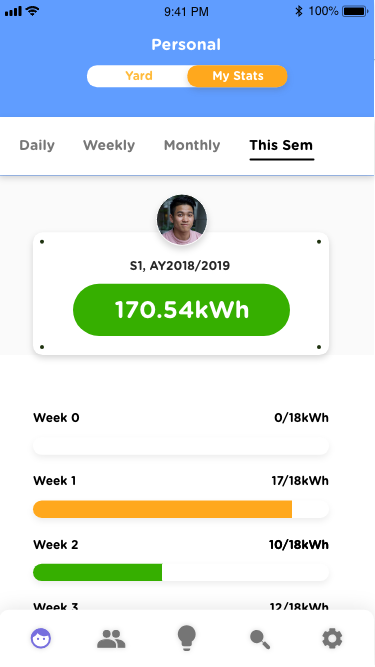 9:41 PM 100%
Personal
Yard My Stats
Daily Weekly Monthly This Sem
S1, AY2018/2019
170.54kWh
Week 0 0/18kWh
Week 1 17/18kWh
Week 2 10/18kWh
Week 3 12/18kWh